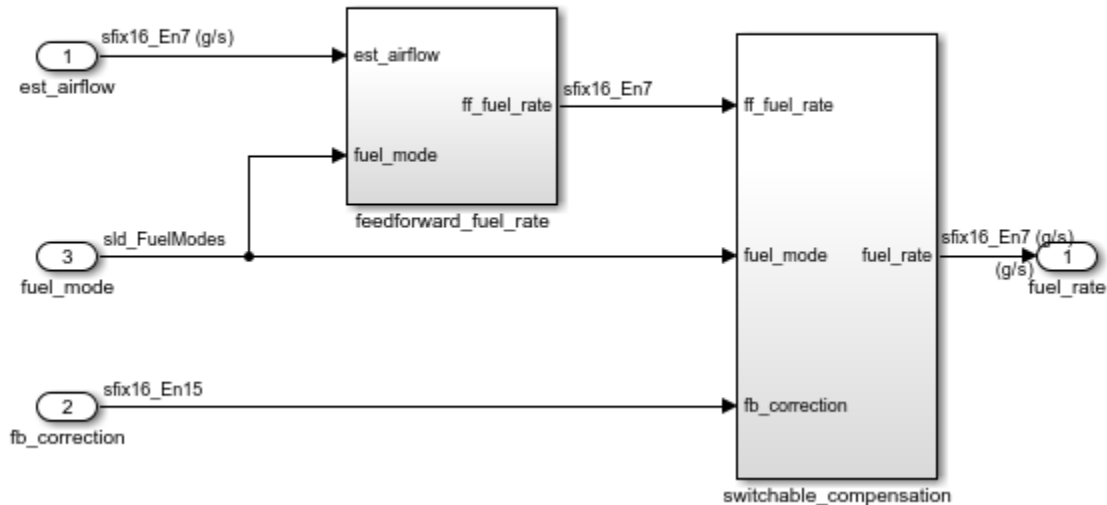 sfix16_En7 (g/s)
1
est_airflow
est_airflow
ff_fuel_rate
fuel_mode
feedforward_fuel_rate
sfix16_En7
ff_fuel_rate
sld_FuelModes
3
fuel_mode
fuel_mode
fuel_rate
sfix16_En7 (g/s)
(g/s)
1
fuel_rate
sfix16_En15
2
fb_correction
fb_correction
switchable_compensation